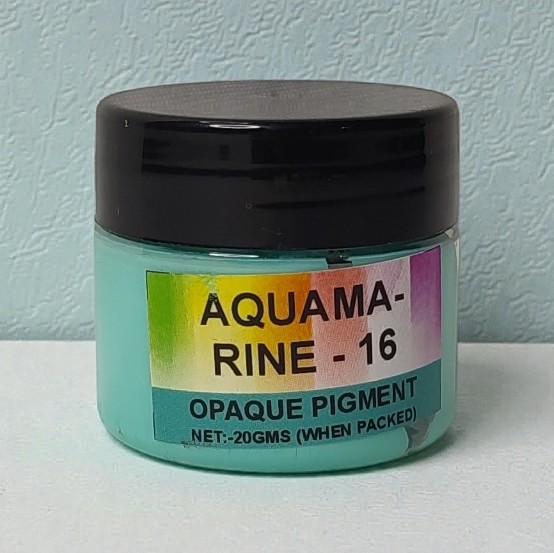 AQUAMA-
RINE - 16
OPAQUE PIGMENT
NET:-20GMS (WHEN PACKED)